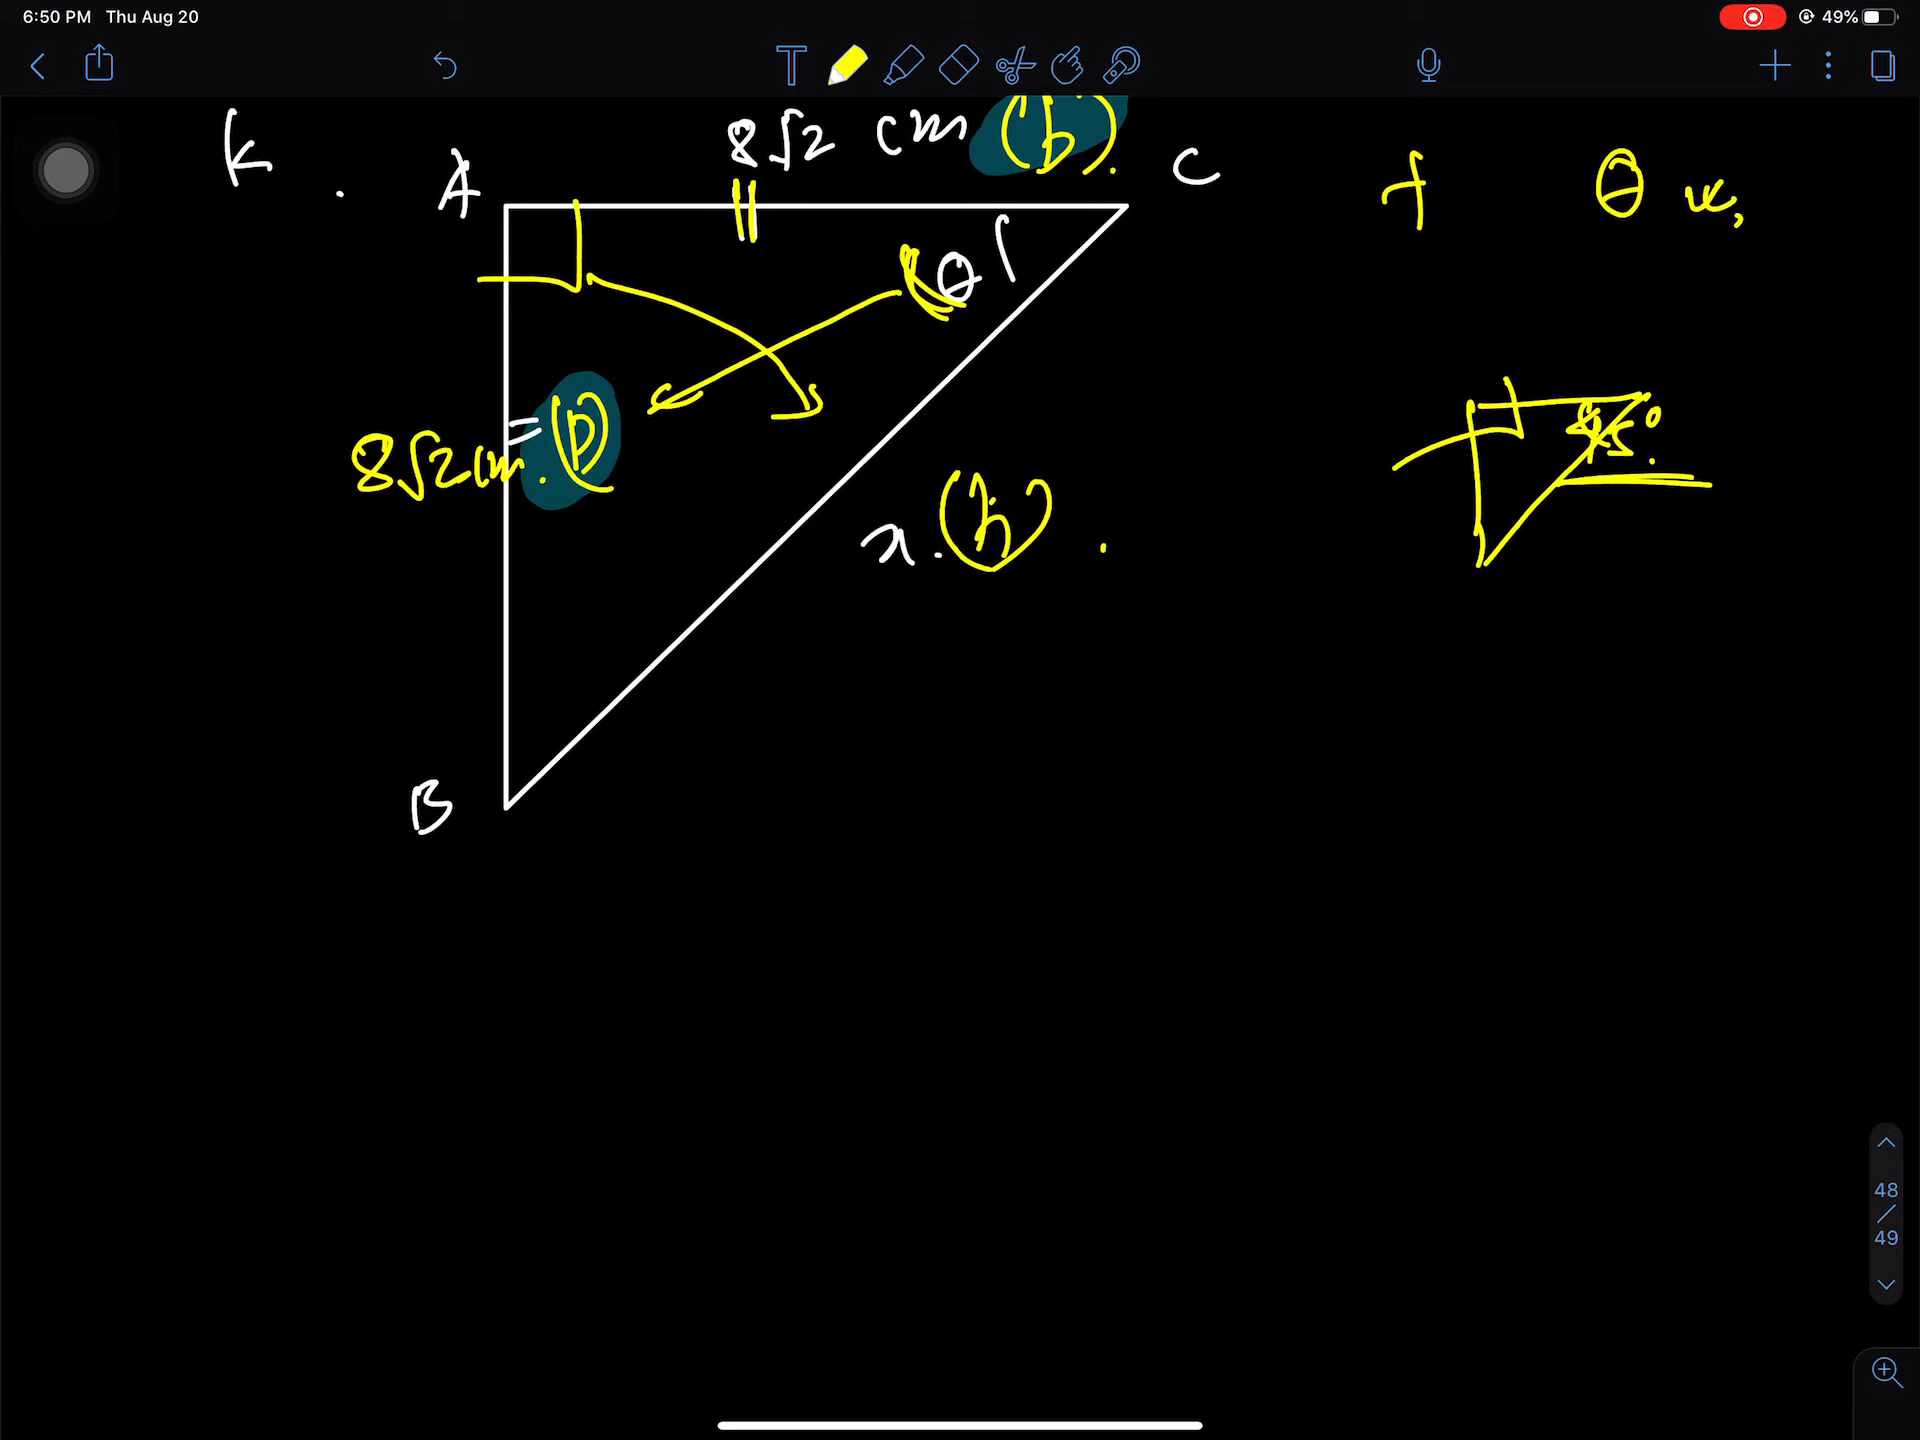 6:50 PM Thu Aug 20
49%
T
k.
8√2 cm (b).
A
C
θ
θ
8√2 cm. = (p)
45°
x. (h).
B
48
/
49